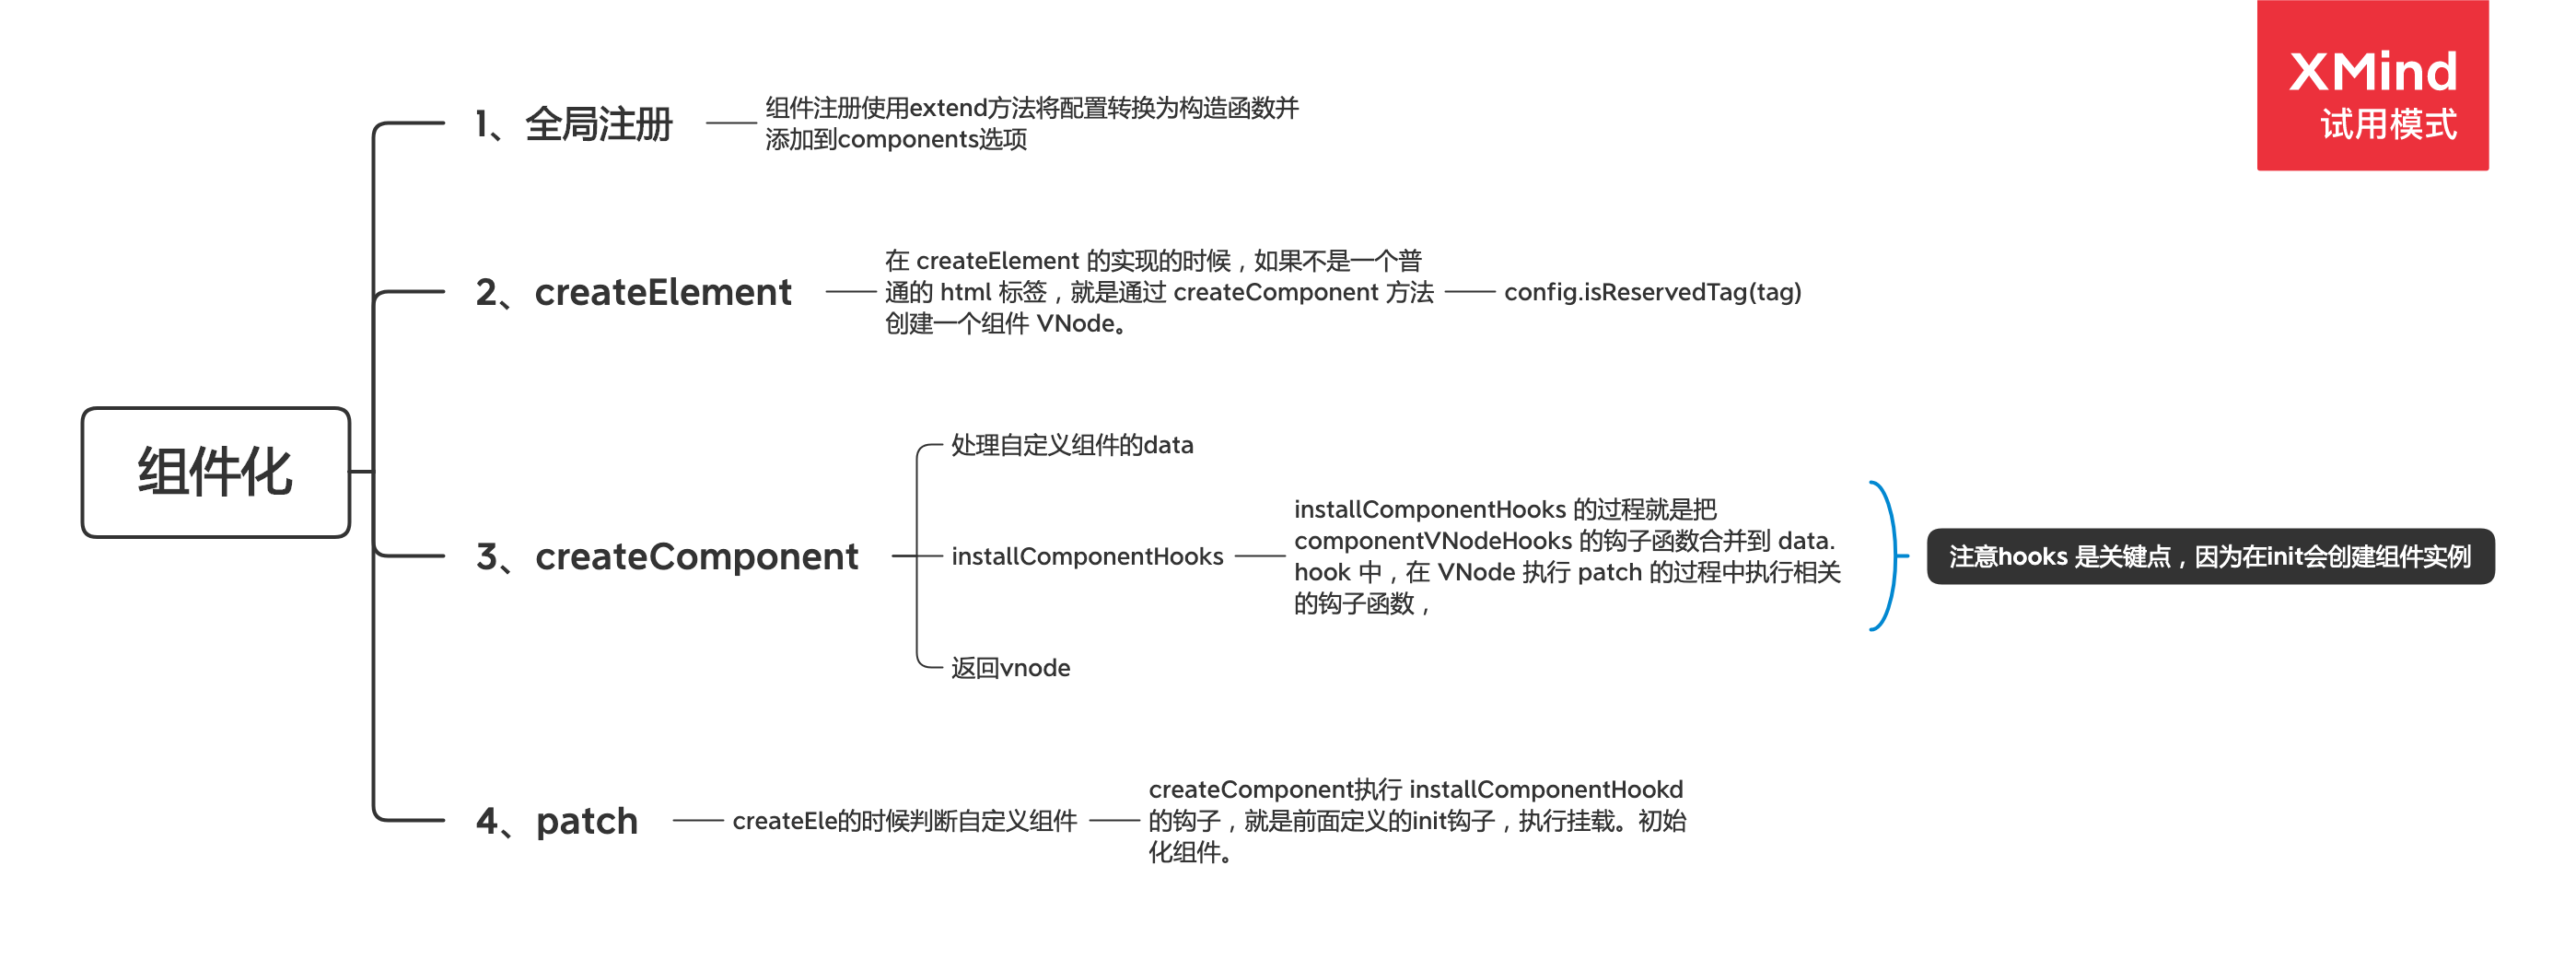 XMind
试用模式
组件化
1、全局注册
组件注册使用extend方法将配置转换为构造函数并
添加到components选项
2、createElement
在 createElement 的实现的时候，如果不是一个普
通的 html 标签，就是通过 createComponent 方法
创建一个组件 VNode。
config.isReservedTag(tag)
3、createComponent
处理自定义组件的data
installComponentHooks
installComponentHooks 的过程就是把
componentVNodeHooks 的钩子函数合并到 data.
hook 中，在 VNode 执行 patch 的过程中执行相关
的钩子函数，
注意hooks 是关键点，因为在init会创建组件实例
返回vnode
4、patch
createEle的时候判断自定义组件
createComponent执行 installComponentHookd
的钩子，就是前面定义的init钩子，执行挂载。初始
化组件。